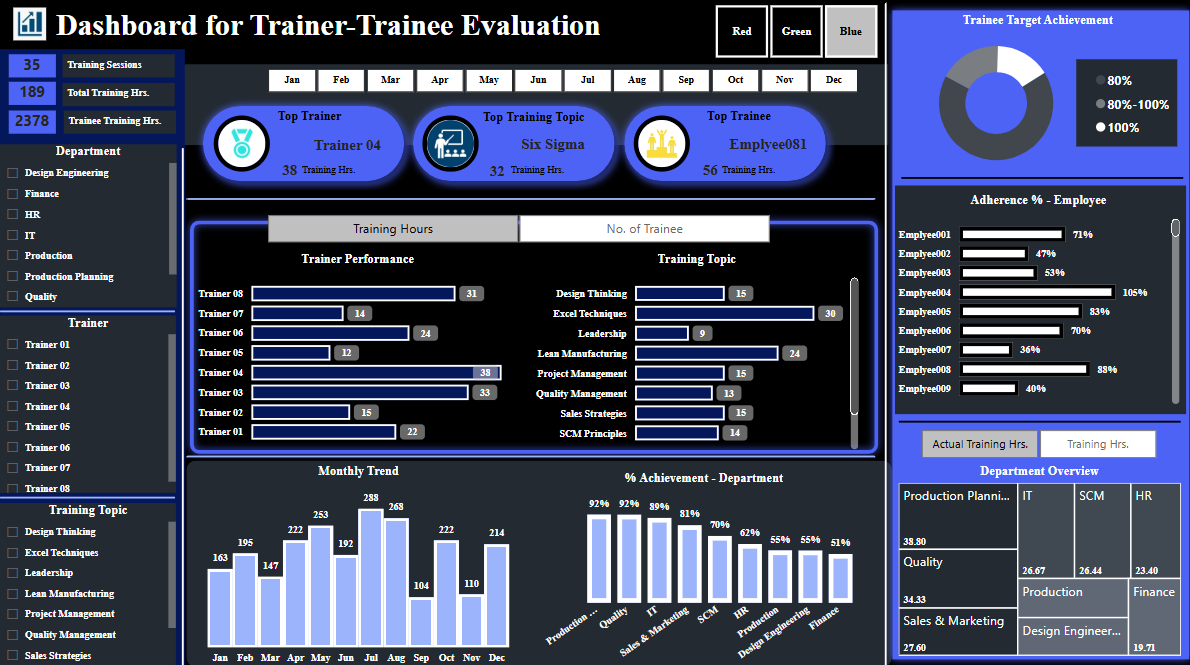 Dashboard for Trainer-Trainee Evaluation
Red
Green
Blue
35 Training Sessions
189 Total Training Hrs.
2378 Trainee Training Hrs.
Department
Design Engineering
Finance
HR
IT
Production
Production Planning
Quality
Trainer
Trainer 01
Trainer 02
Trainer 03
Trainer 04
Trainer 05
Trainer 06
Trainer 07
Trainer 08
Training Topic
Design Thinking
Excel Techniques
Leadership
Lean Manufacturing
Project Management
Quality Management
Sales Strategies
Jan Feb Mar Apr May Jun Jul Aug Sep Oct Nov Dec
Top Trainer
Trainer 04
38 Training Hrs.
Top Training Topic
Six Sigma
32 Training Hrs.
Top Trainee
Emplyee081
56 Training Hrs.
Training Hours
No. of Trainee
Trainer Performance
Trainer 08 31
Trainer 07 14
Trainer 06 24
Trainer 05 12
Trainer 04 38
Trainer 03 33
Trainer 02 15
Trainer 01 22
Training Topic
Design Thinking 15
Excel Techniques 30
Leadership 9
Lean Manufacturing 24
Project Management 15
Quality Management 13
Sales Strategies 15
SCM Principles 14
Monthly Trend
163 195 147 222 253 192 288 268 104 222 110 214
Jan Feb Mar Apr May Jun Jul Aug Sep Oct Nov Dec
% Achievement - Department
92% 92% 89% 81% 70% 62% 55% 55% 51%
Production ...
Quality
IT
Sales & Marketing
SCM
HR
Production
Design Engineering
Finance
Trainee Target Achievement
80%
80%-100%
100%
Adherence % - Employee
Emplyee001 71%
Emplyee002 47%
Emplyee003 53%
Emplyee004 105%
Emplyee005 83%
Emplyee006 70%
Emplyee007 36%
Emplyee008 88%
Emplyee009 40%
Actual Training Hrs.
Training Hrs.
Department Overview
Production Planni...
38.80
Quality
34.33
Sales & Marketing
27.60
IT
26.67
SCM
26.44
HR
23.40
Production
Design Engineer...
Finance
19.71